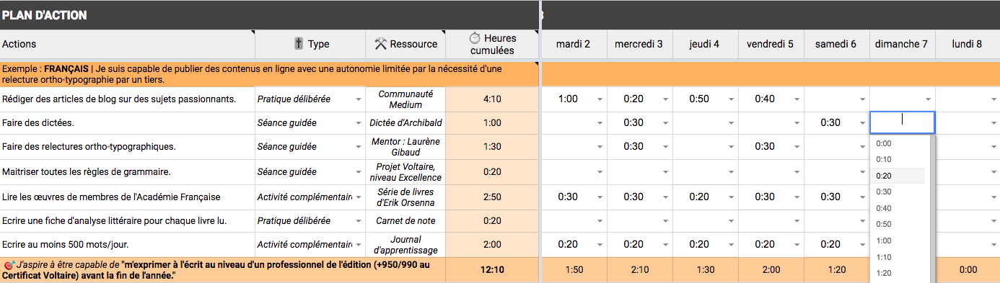 PLAN D'ACTION
Actions Type Ressource Heures cumulées mardi 2 mercredi 3 jeudi 4 vendredi 5 samedi 6 dimanche 7 lundi 8
Exemple : FRANÇAIS | Je suis capable de publier des contenus en ligne avec une autonomie limitée par la nécessité d'une
relecture ortho-typographie par un tiers.
Rédiger des articles de blog sur des sujets passionnants. Pratique délibérée Communauté Medium 4:10 1:00 0:20 0:50 0:40
Faire des dictées. Séance guidée Dictée d'Archibald 1:00 0:30 0:30
Faire des relectures ortho-typographiques. Séance guidée Mentor : Laurène Gibaud 1:30 0:30 0:30
Maitriser toutes les règles de grammaire. Séance guidée Projet Voltaire, niveau Excellence 0:20
Lire les œuvres de membres de l'Académie Française Activité complémentair Série de livres d'Erik Orsenna 2:50 0:30 0:30 0:20 0:30 0:30
Ecrire une fiche d'analyse littéraire pour chaque livre lu. Pratique délibérée Carnet de note 0:20
Ecrire au moins 500 mots/jour. Activité complémentair Journal d'apprentissage 2:00 0:20 0:20 0:20 0:20 0:20
J'aspire à être capable de "m'exprimer à l'écrit au niveau d'un professionnel de l'édition (+950/990 au
Certificat Voltaire) avant la fin de l'année." 12:10 1:50 2:10 1:30 2:00 1:20 0:00
0:00
0:10
0:20
0:30
0:40
0:50
1:00
1:10
1:20